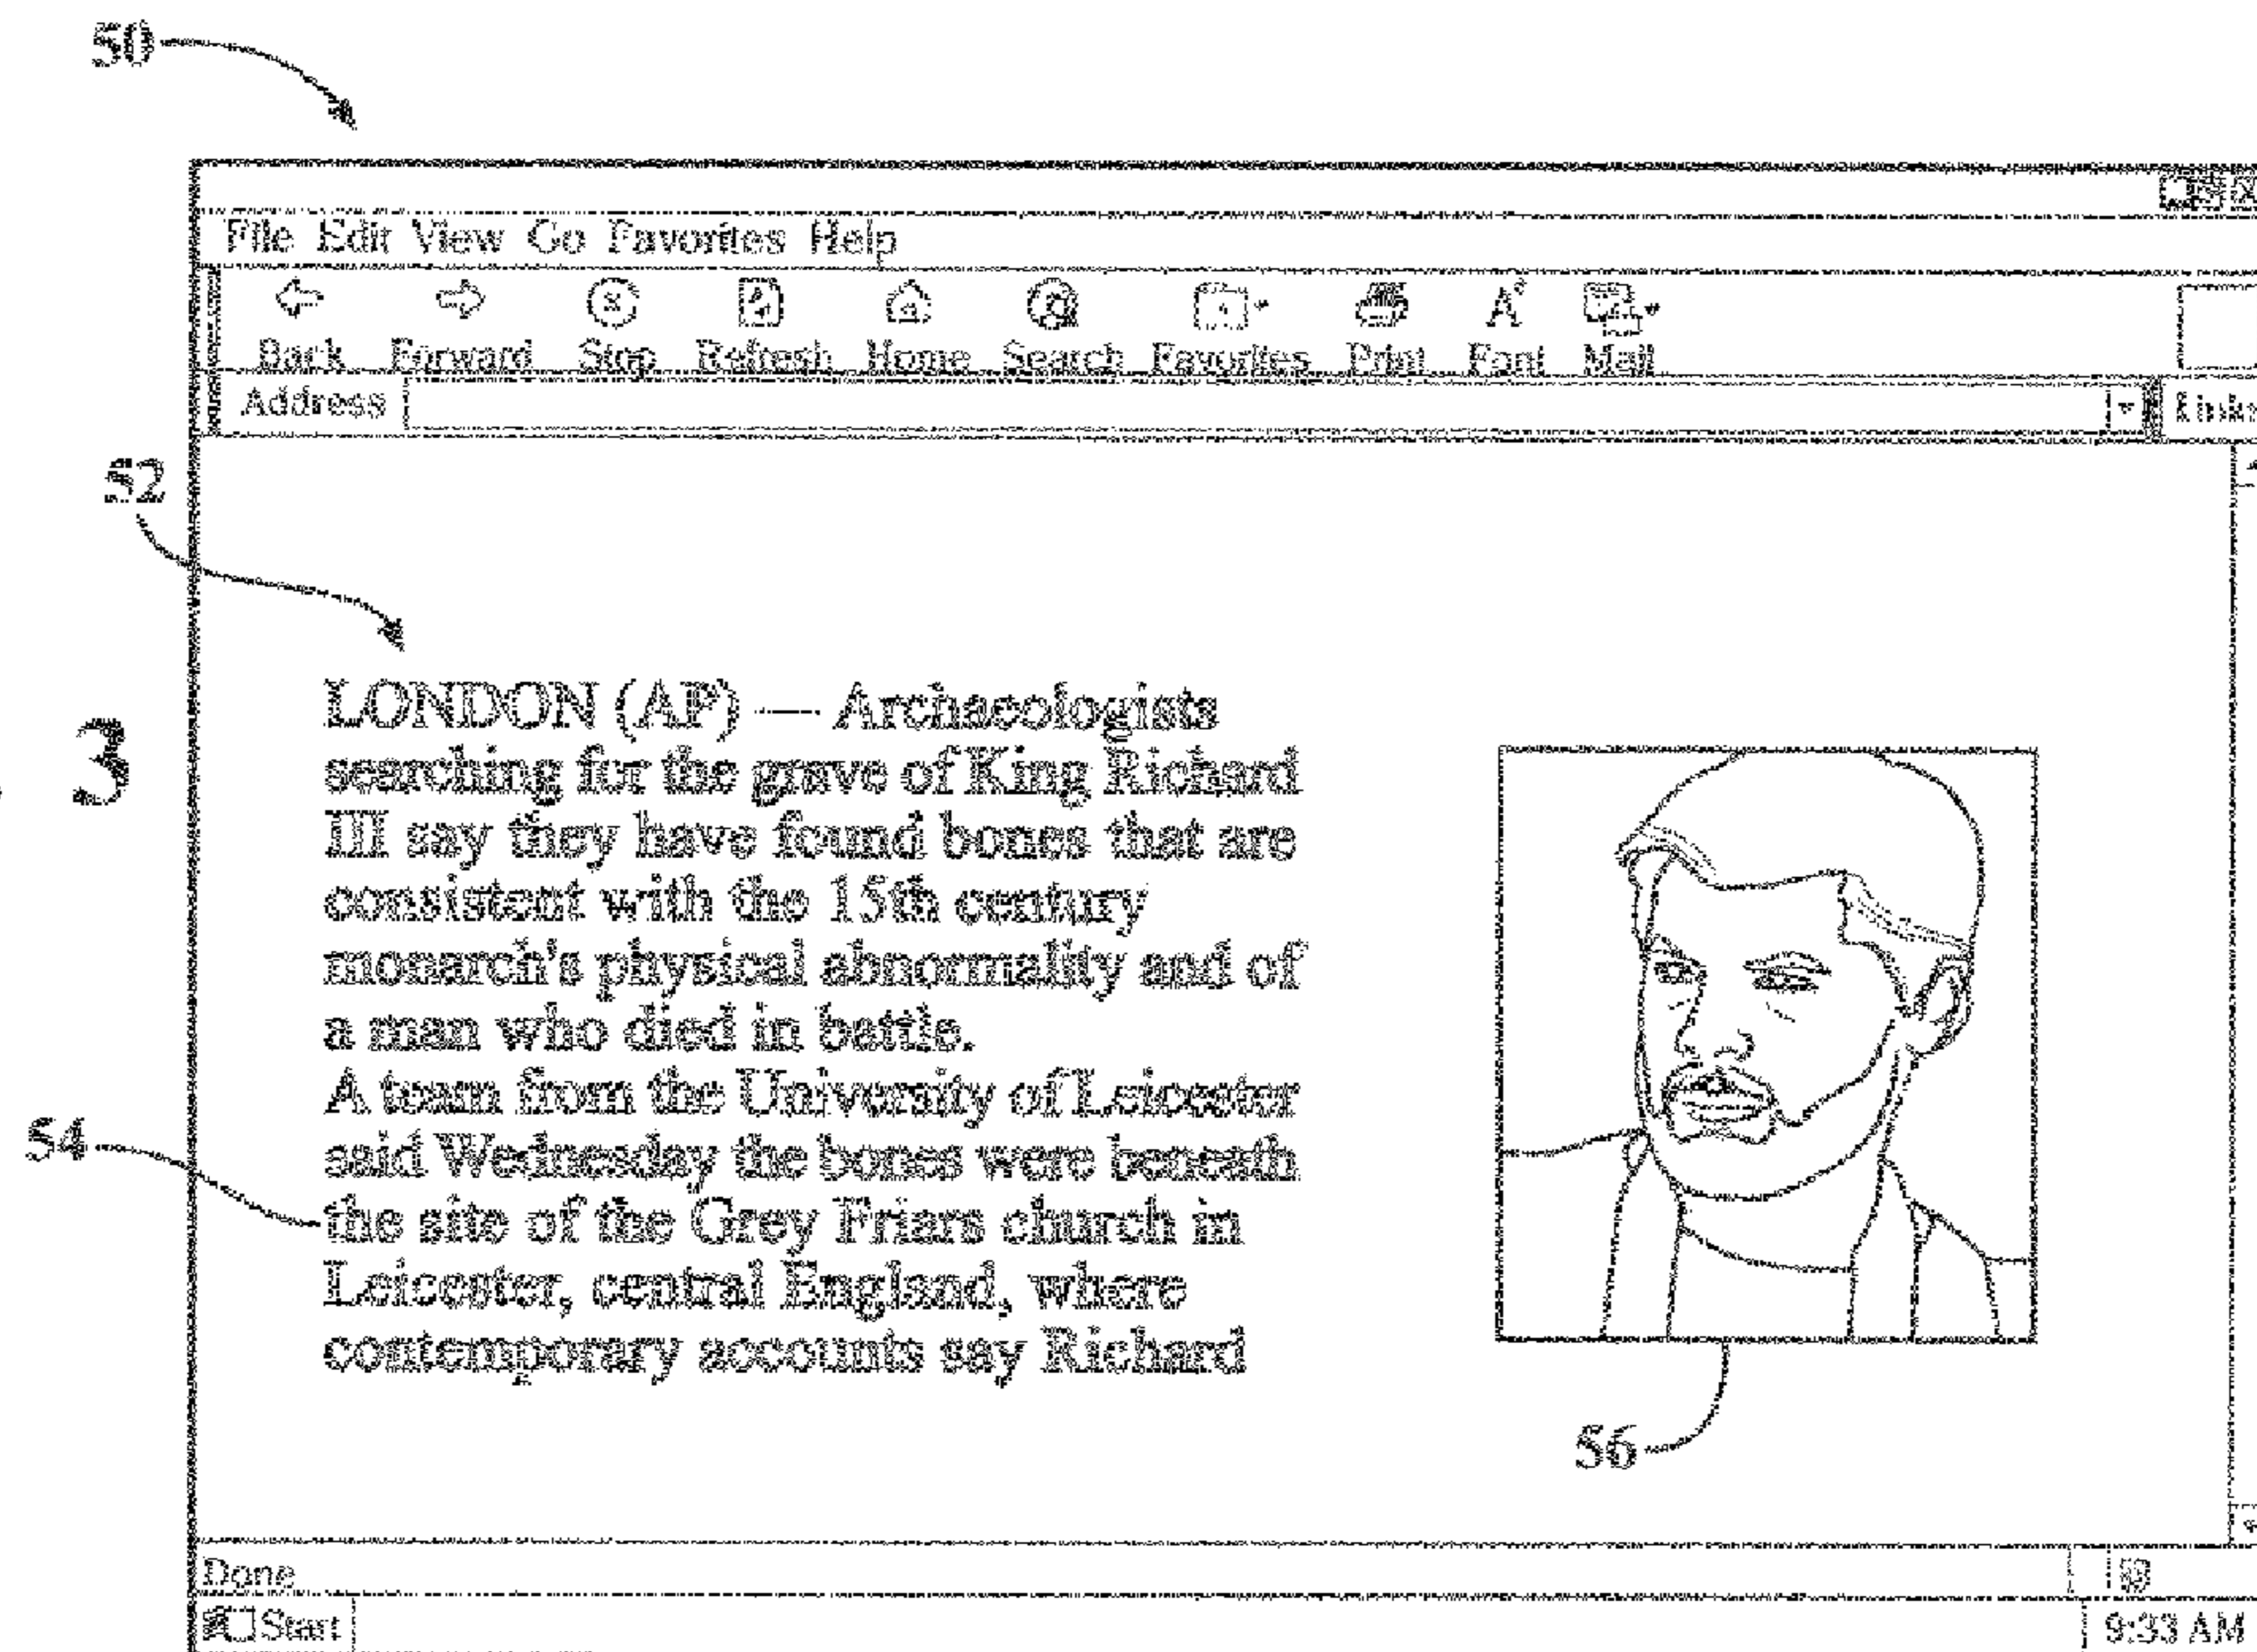 50
File Edit View Go Favorites Help
Back Forward Stop Refresh Home Search Favorites Print Font Mail
Address Links
52
3
LONDON (AP) — Archaeologists
searching for the grave of King Richard
III say they have found bones that are
consistent with the 15th century
monarch's physical abnormality and of
a man who died in battle.
A team from the University of Leicester
said Wednesday the bones were beneath
54
the site of the Grey Friars church in
Leicester, central England, where
contemporary accounts say Richard
56
Done
Start 9:33 AM